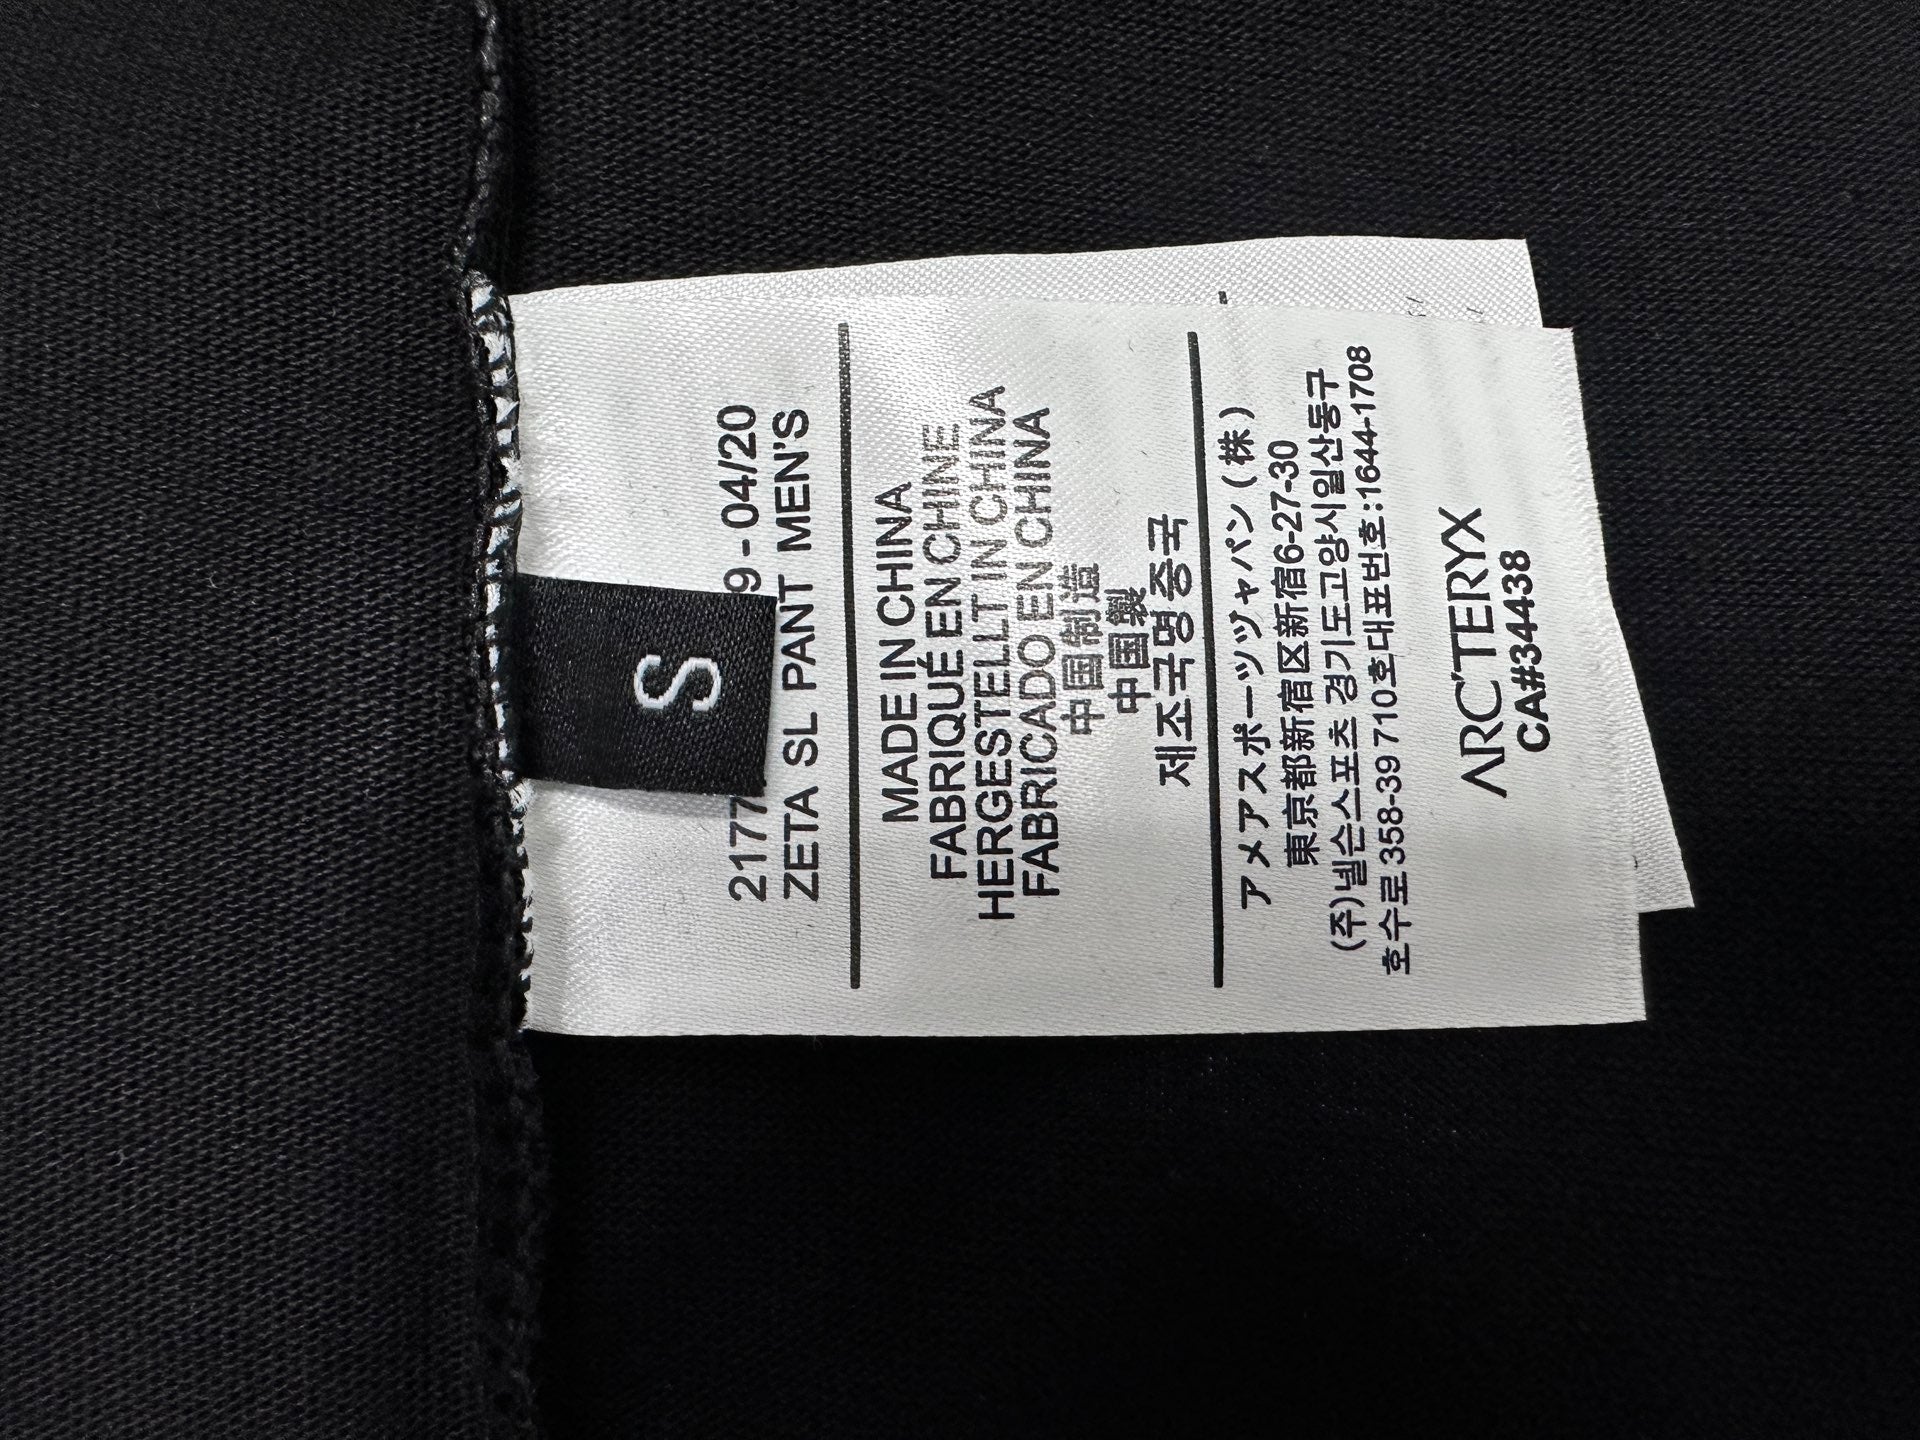 S
2177 9 - 04/20
ZETA SL PANT MEN'S
MADE IN CHINA
FABRIQUÉ EN CHINE
HERGESTELLT IN CHINA
FABRICADO EN CHINA
中国制造
中国製
제조국명중국
アメアスポーツジャパン(株)
東京都新宿区新宿6-27-30
(주)넬슨스포츠 경기도고양시일산동구
호수로358-39 710호대표번호:1644-1708
ARC'TERYX
CA#34438